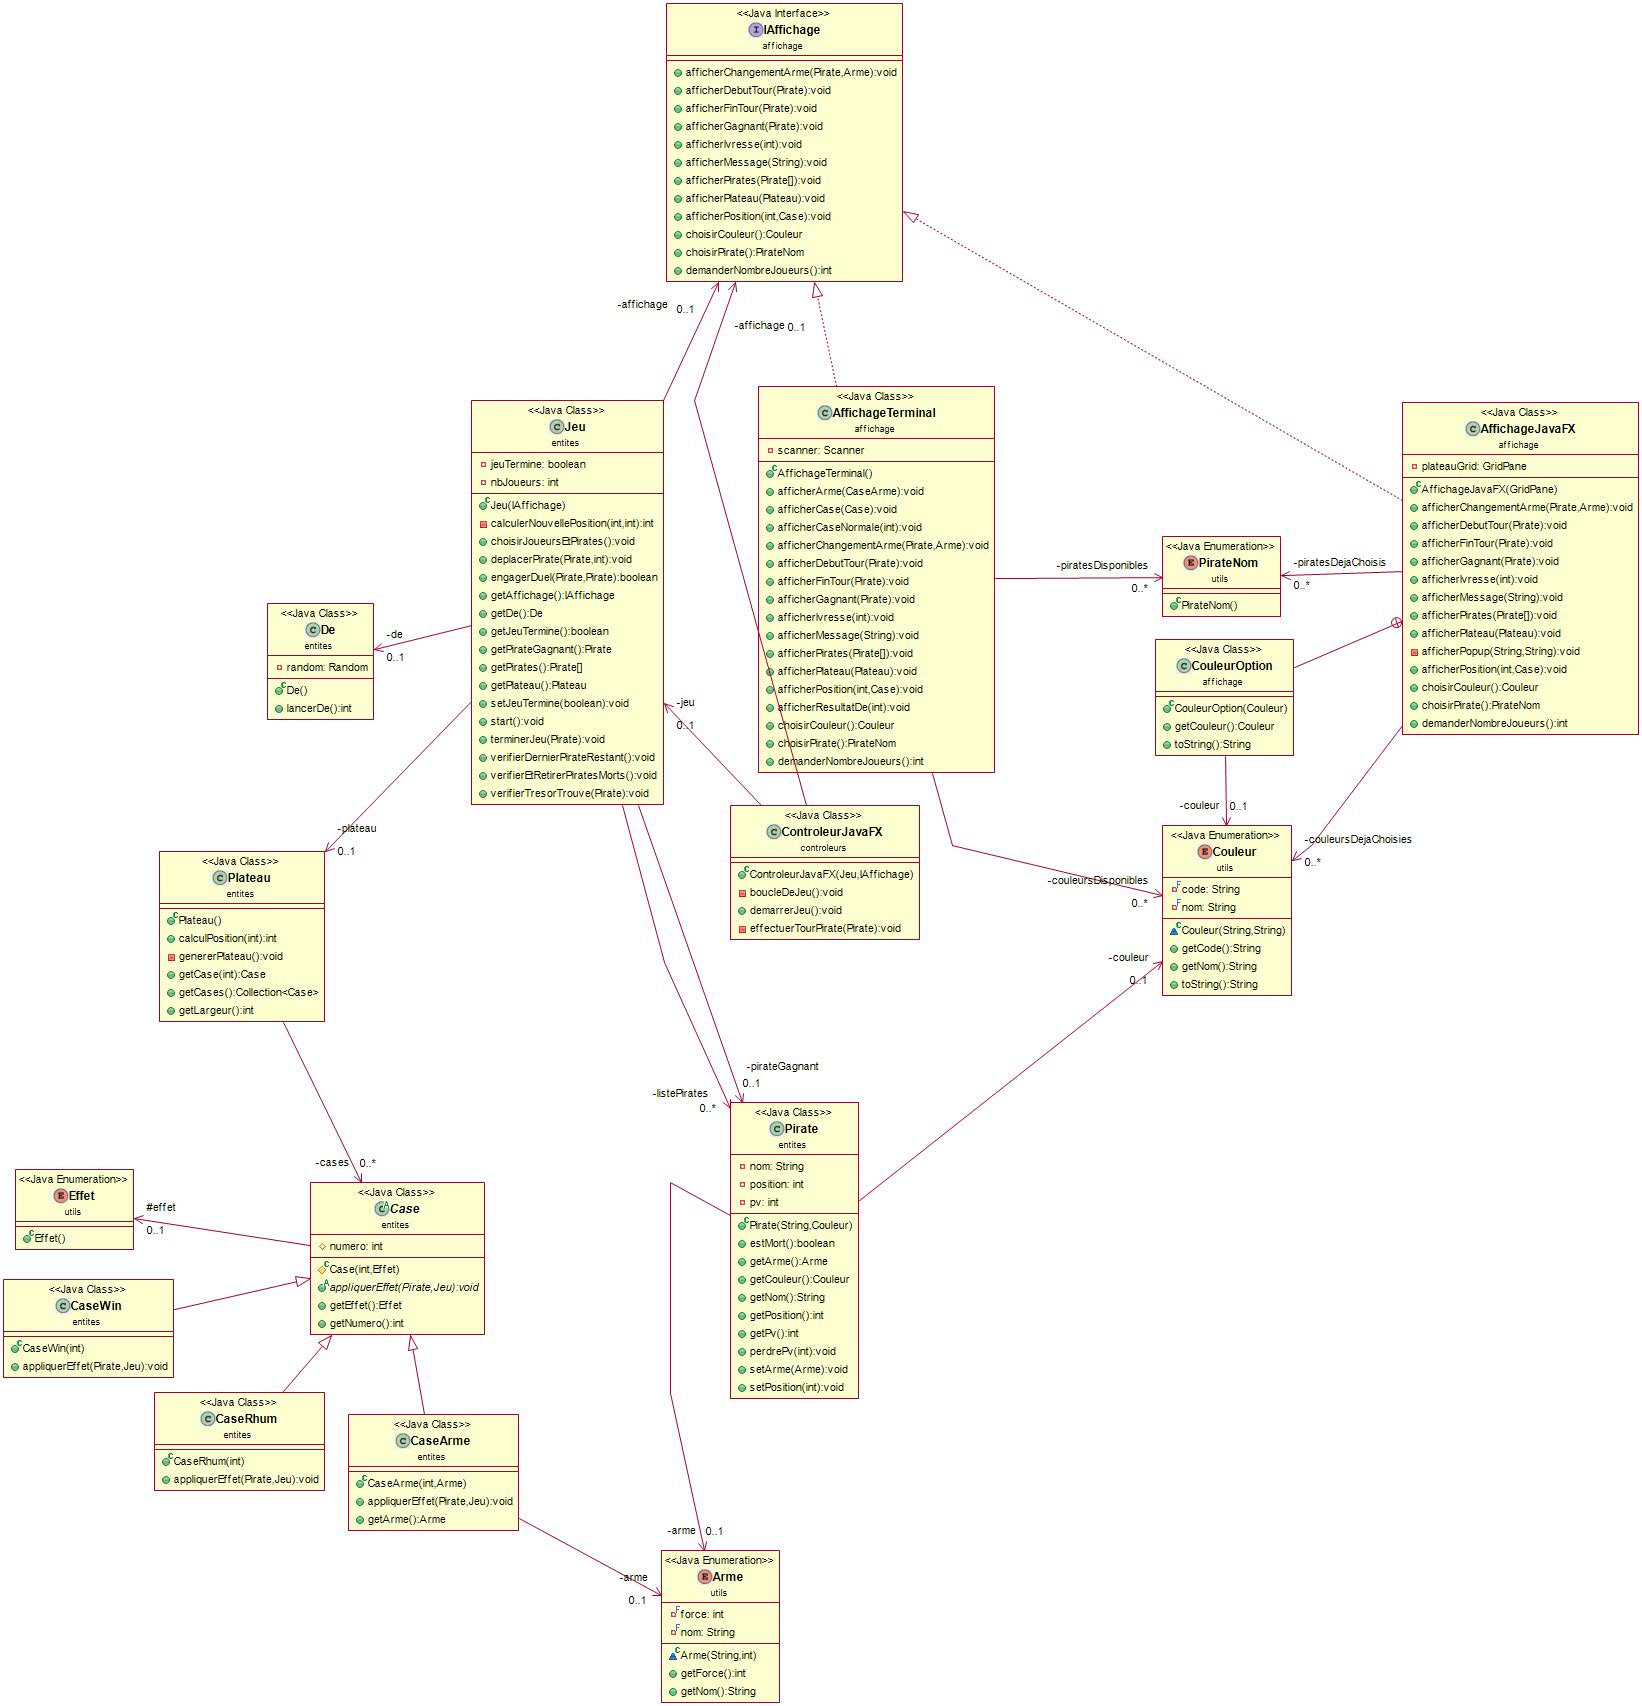 <<Java Interface>>
IAffichage
affichage
afficherChangementArme(Pirate,Arme):void
afficherDebutTour(Pirate):void
afficherFinTour(Pirate):void
afficherGagnant(Pirate):void
afficherIvresse(int):void
afficherMessage(String):void
afficherPirates(Pirate[]):void
afficherPlateau(Plateau):void
afficherPosition(int,Case):void
choisirCouleur():Couleur
choisirPirate():PirateNom
demanderNombreJoueurs():int
-affichage
0..1
-affichage
0..1
<<Java Class>>
Jeu
entites
jeuTermine: boolean
nbJoueurs: int
Jeu(IAffichage)
calculerNouvellePosition(int,int):int
choisirJoueursEtPirates():void
deplacerPirate(Pirate,int):void
engagerDuel(Pirate,Pirate):boolean
getAffichage():IAffichage
getDe():De
getJeuTermine():boolean
getPirateGagnant():Pirate
getPirates():Pirate[]
getPlateau():Plateau
setJeuTermine(boolean):void
start():void
terminerJeu(Pirate):void
verifierDernierPirateRestant():void
verifierEtRetirerPiratesMorts():void
verifierTresorTrouve(Pirate):void
<<Java Class>>
AffichageTerminal
affichage
scanner: Scanner
AffichageTerminal()
afficherArme(CaseArme):void
afficherCase(Case):void
afficherCaseNormale(int):void
afficherChangementArme(Pirate,Arme):void
afficherDebutTour(Pirate):void
afficherFinTour(Pirate):void
afficherGagnant(Pirate):void
afficherIvresse(int):void
afficherMessage(String):void
afficherPirates(Pirate[]):void
afficherPlateau(Plateau):void
afficherPosition(int,Case):void
afficherResultatDe(int):void
choisirCouleur():Couleur
choisirPirate():PirateNom
demanderNombreJoueurs():int
<<Java Class>>
AffichageJavaFX
affichage
plateauGrid: GridPane
AffichageJavaFX(GridPane)
afficherChangementArme(Pirate,Arme):void
afficherDebutTour(Pirate):void
afficherFinTour(Pirate):void
afficherGagnant(Pirate):void
afficherIvresse(int):void
afficherMessage(String):void
afficherPirates(Pirate[]):void
afficherPlateau(Plateau):void
afficherPopup(String,String):void
afficherPosition(int,Case):void
choisirCouleur():Couleur
choisirPirate():PirateNom
demanderNombreJoueurs():int
-piratesDisponibles
0..*
<<Java Enumeration>>
PirateNom
utils
PirateNom()
-piratesDejaChoisis
0..*
<<Java Class>>
De
entites
random: Random
De()
lancerDe():int
-de
0..1
<<Java Class>>
CouleurOption
affichage
CouleurOption(Couleur)
getCouleur():Couleur
toString():String
-jeu
0..1
-couleur
0..1
<<Java Class>>
ControleurJavaFX
controleurs
ControleurJavaFX(Jeu,IAffichage)
boucleDeJeu():void
demarrerJeu():void
effectuerTourPirate(Pirate):void
<<Java Enumeration>>
Couleur
utils
code: String
nom: String
Couleur(String,String)
getCode():String
getNom():String
toString():String
-couleursDejaChoisies
0..*
-couleursDisponibles
0..*
-couleur
0..1
-plateau
0..1
<<Java Class>>
Plateau
entites
Plateau()
calculPosition(int):int
genererPlateau():void
getCase(int):Case
getCases():Collection<Case>
getLargeur():int
-pirateGagnant
0..1
-listePirates
0..*
<<Java Class>>
Pirate
entites
nom: String
position: int
pv: int
Pirate(String,Couleur)
estMort():boolean
getArme():Arme
getCouleur():Couleur
getNom():String
getPosition():int
getPv():int
perdrePv(int):void
setArme(Arme):void
setPosition(int):void
-cases
0..*
<<Java Enumeration>>
Effet
utils
Effet()
#effet
0..1
<<Java Class>>
Case
entites
numero: int
Case(int,Effet)
appliquerEffet(Pirate,Jeu):void
getEffet():Effet
getNumero():int
<<Java Class>>
CaseWin
entites
CaseWin(int)
appliquerEffet(Pirate,Jeu):void
<<Java Class>>
CaseRhum
entites
CaseRhum(int)
appliquerEffet(Pirate,Jeu):void
<<Java Class>>
CaseArme
entites
CaseArme(int,Arme)
appliquerEffet(Pirate,Jeu):void
getArme():Arme
-arme
0..1
-arme
0..1
<<Java Enumeration>>
Arme
utils
force: int
nom: String
Arme(String,int)
getForce():int
getNom():String